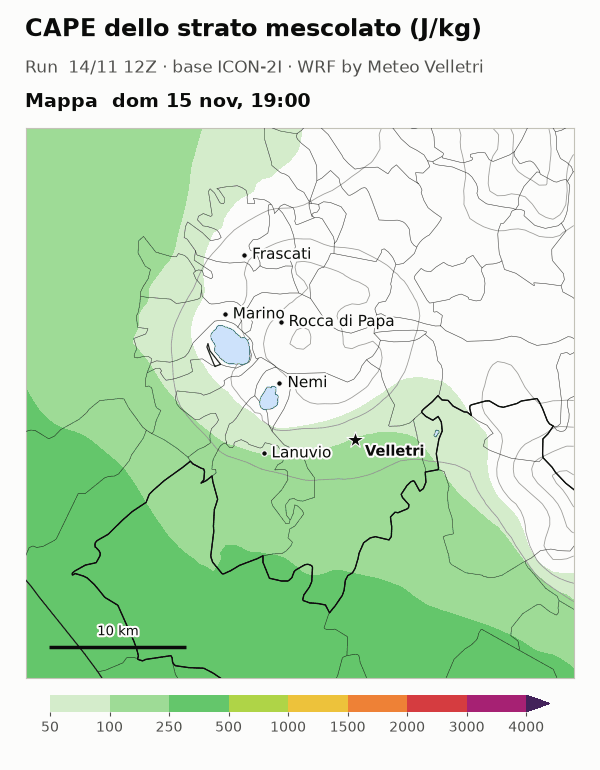 CAPE dello strato mescolato (J/kg)
Run 14/11 12Z · base ICON-2I · WRF by Meteo Velletri
Mappa dom 15 nov, 19:00
Frascati
Marino
Rocca di Papa
Nemi
Lanuvio
Velletri
10 km
50 100 250 500 1000 1500 2000 3000 4000